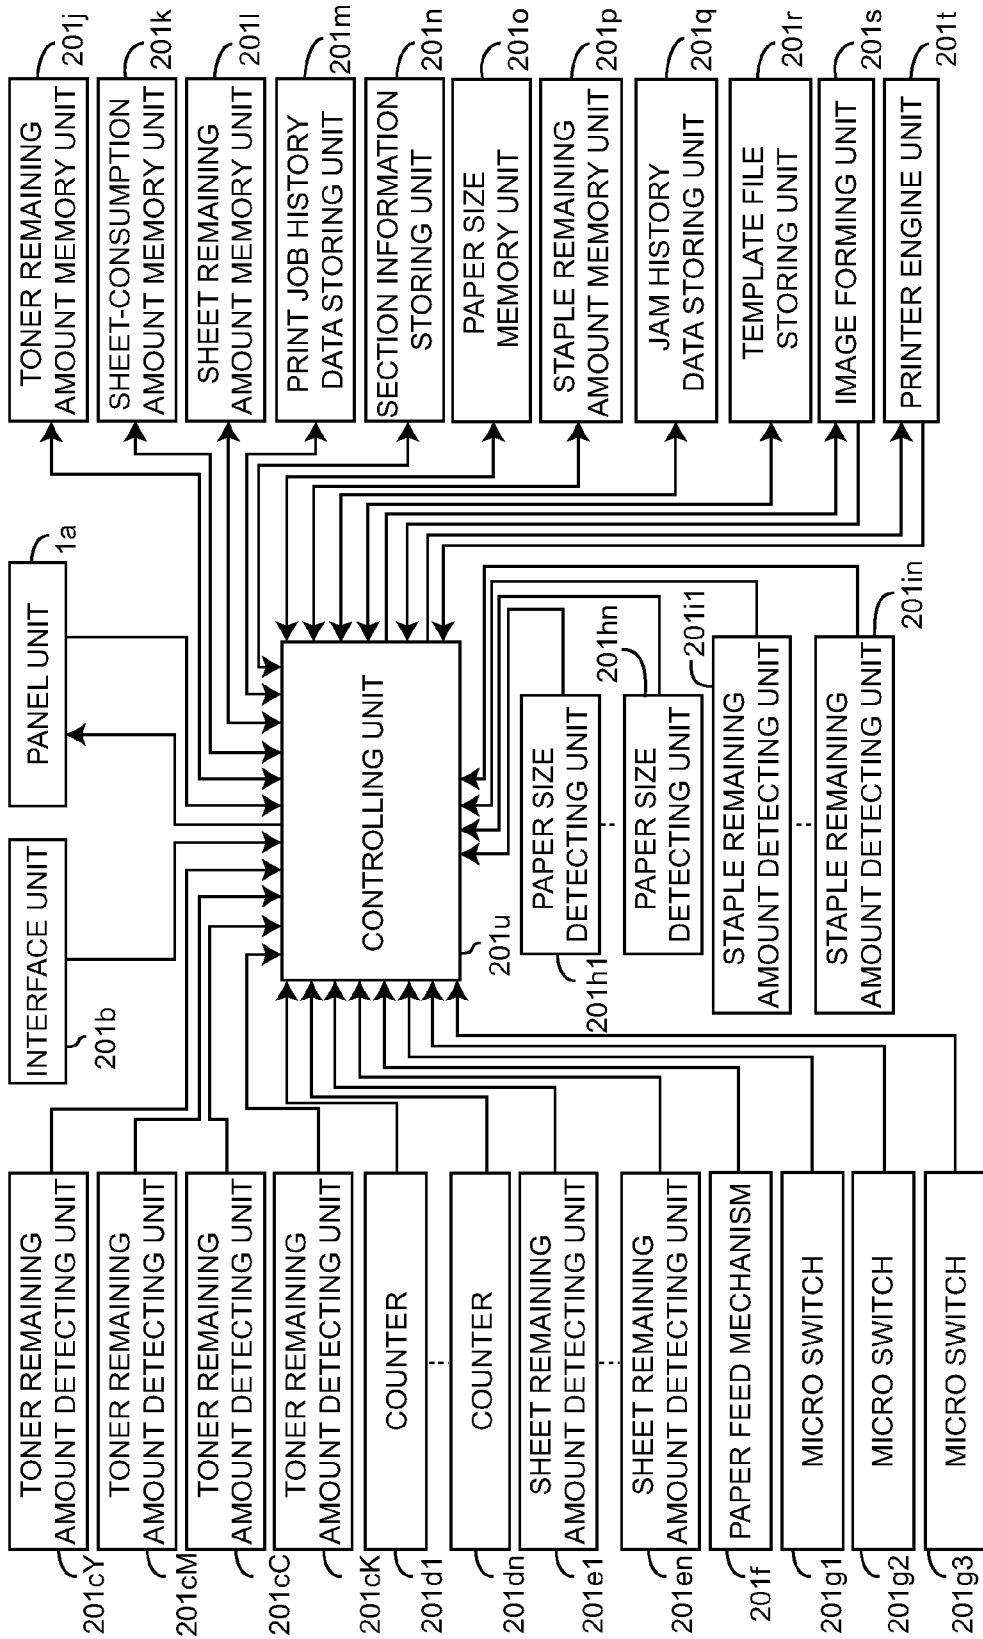 TONER REMAINING
AMOUNT DETECTING UNIT
201cY
TONER REMAINING
AMOUNT DETECTING UNIT
201cM
TONER REMAINING
AMOUNT DETECTING UNIT
201cC
TONER REMAINING
AMOUNT DETECTING UNIT
201cK
COUNTER
201d1
COUNTER
201dn
SHEET REMAINING
AMOUNT DETECTING UNIT
201e1
SHEET REMAINING
AMOUNT DETECTING UNIT
201en
PAPER FEED MECHANISM
201f
MICRO SWITCH
201g1
MICRO SWITCH
201g2
MICRO SWITCH
201g3
INTERFACE UNIT
201b
PANEL UNIT
1a
CONTROLLING UNIT
201u
PAPER SIZE
DETECTING UNIT
201h1
PAPER SIZE
DETECTING UNIT
201hn
STAPLE REMAINING
AMOUNT DETECTING UNIT
201i1
STAPLE REMAINING
AMOUNT DETECTING UNIT
201in
TONER REMAINING
AMOUNT MEMORY UNIT
201j
SHEET-CONSUMPTION
AMOUNT MEMORY UNIT
201k
SHEET REMAINING
AMOUNT MEMORY UNIT
201l
PRINT JOB HISTORY
DATA STORING UNIT
201m
SECTION INFORMATION
STORING UNIT
201n
PAPER SIZE
MEMORY UNIT
201o
STAPLE REMAINING
AMOUNT MEMORY UNIT
201p
JAM HISTORY
DATA STORING UNIT
201q
TEMPLATE FILE
STORING UNIT
201r
IMAGE FORMING UNIT
201s
PRINTER ENGINE UNIT
201t